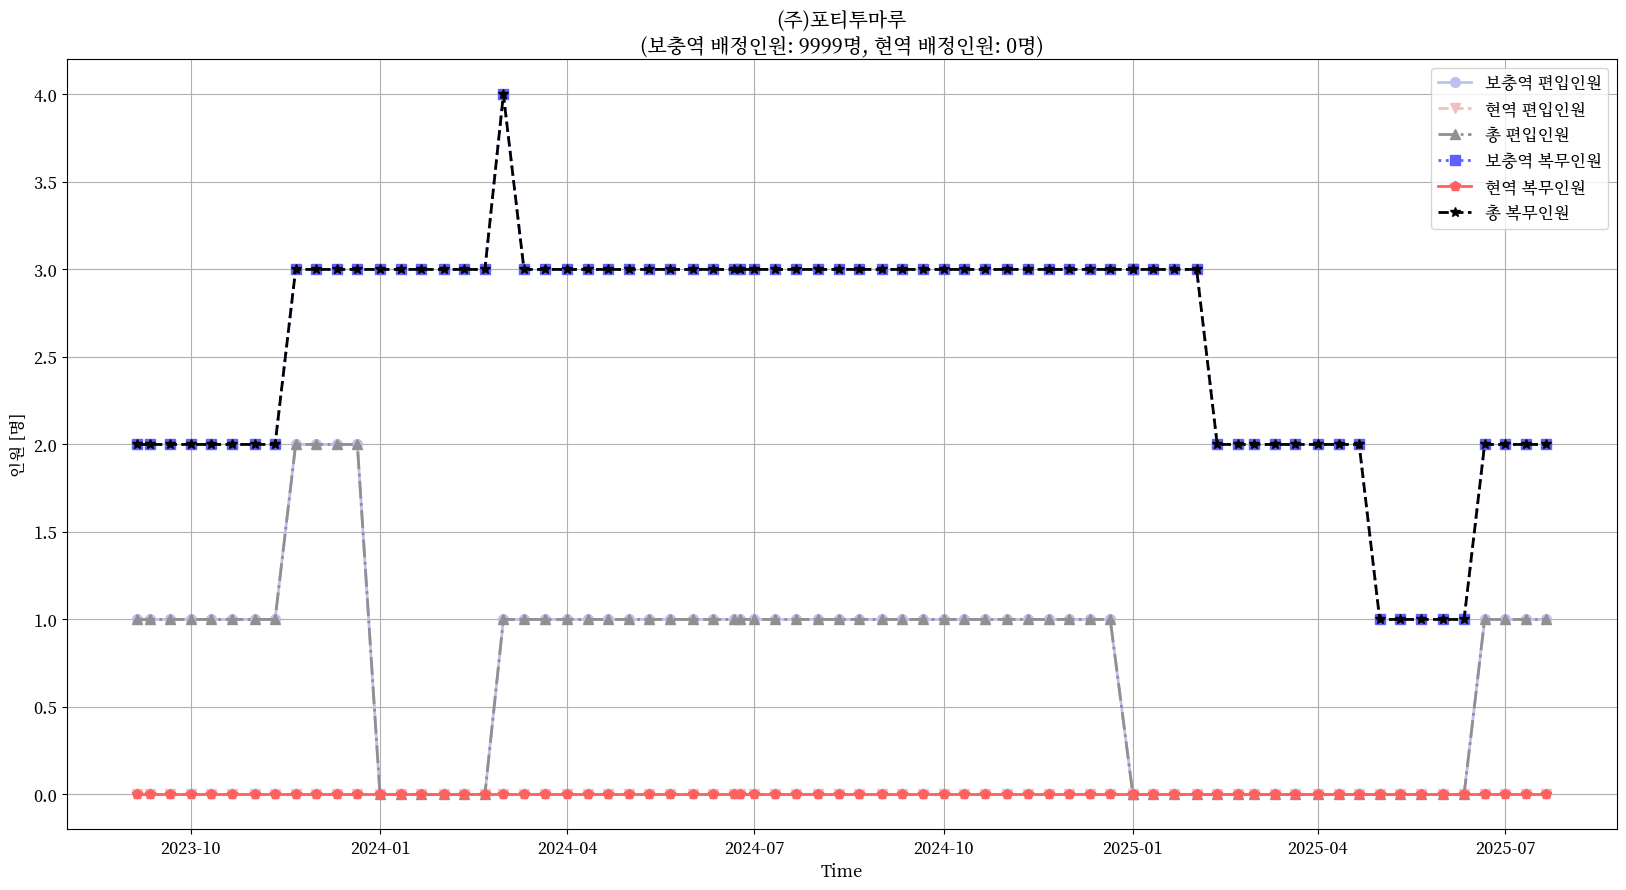 (주)포티투마루
(보충역 배정인원: 9999명, 현역 배정인원: 0명)
보충역 편입인원
현역 편입인원
총 편입인원
보충역 복무인원
현역 복무인원
총 복무인원
인원 [명]
4.0
3.5
3.0
2.5
2.0
1.5
1.0
0.5
0.0
2023-10 2024-01 2024-04 2024-07 2024-10 2025-01 2025-04 2025-07
Time